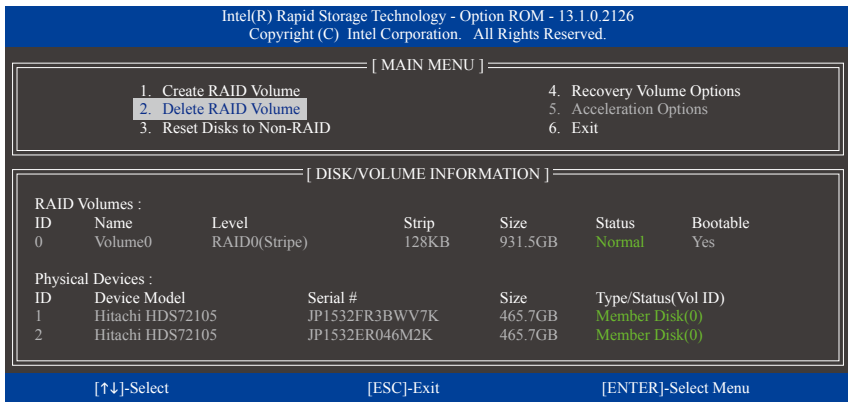 Intel(R) Rapid Storage Technology - Option ROM - 13.1.0.2126
Copyright (C) Intel Corporation. All Rights Reserved.
[ MAIN MENU ]
1. Create RAID Volume
2. Delete RAID Volume
3. Reset Disks to Non-RAID
4. Recovery Volume Options
5. Acceleration Options
6. Exit
[ DISK/VOLUME INFORMATION ]
RAID Volumes :
ID Name Level Strip Size Status Bootable
0 Volume0 RAID0(Stripe) 128KB 931.5GB Normal Yes
Physical Devices :
ID Device Model Serial # Size Type/Status(Vol ID)
1 Hitachi HDS72105 JP1532FR3BWV7K 465.7GB Member Disk(0)
2 Hitachi HDS72105 JP1532ER046M2K 465.7GB Member Disk(0)
[↑↓]-Select [ESC]-Exit [ENTER]-Select Menu